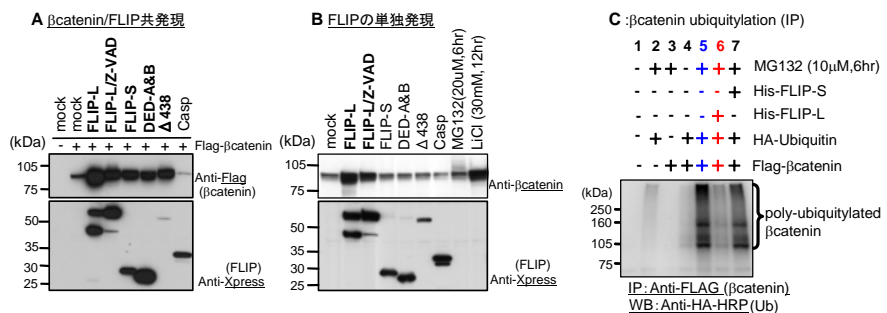 A βcatenin/FLIP共発現
mock
mock
FLIP-L
FLIP-L/Z-VAD
FLIP-S
DED-A&B
Δ 438
Casp
(kDa)
- + + + + + + + Flag-βcatenin
105
75
Anti-Flag
(βcatenin)
50
37
30
25
(FLIP)
Anti-Xpress
B FLIPの単独発現
mock
FLIP-L
FLIP-L/Z-VAD
FLIP-S
DED-A&B
Δ 438
Casp
MG132(20uM,6hr)
LiCl (30mM, 12hr)
(kDa)
105
75
Anti-βcatenin
50
37
30
25
(FLIP)
Anti-Xpress
C :βcatenin ubiquitylation (IP)
1 2 3 4 5 6 7
- + + - + + + MG132 (10μM,6hr)
- - - - - - + His-FLIP-S
- - - - - + - His-FLIP-L
- + - + + + + HA-Ubiquitin
- - + + + + + Flag-βcatenin
(kDa)
250
160
105
75
poly-ubiquitylated
βcatenin
IP:Anti-FLAG (βcatenin)
WB:Anti-HA-HRP(Ub)